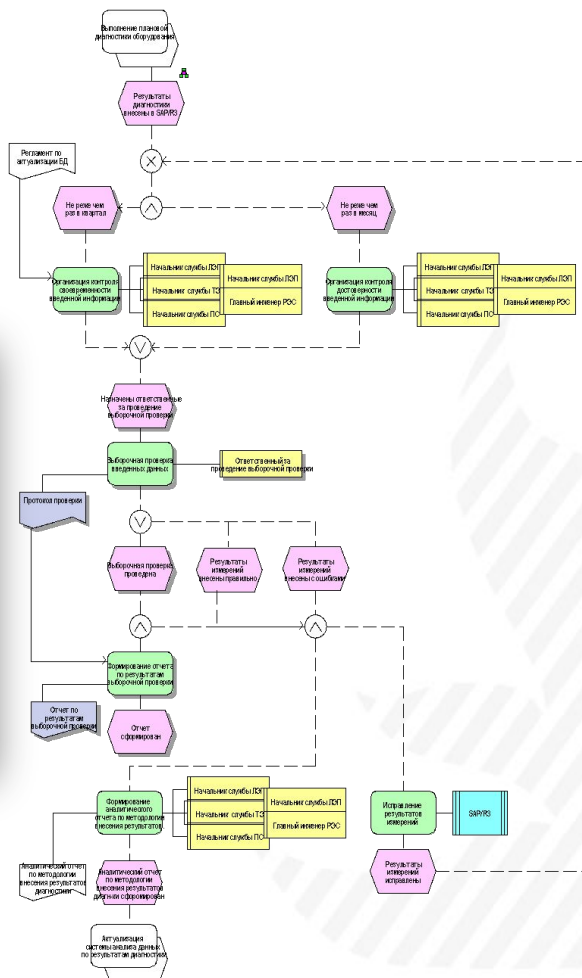 Выполнение плановой
диагностики оборудования
Результаты
диагностики
внесены в SAP/R3
Регламент по
актуализации БД
Не реже чем
раз в квартал
Не реже чем
раз в месяц
Организация контроля
своевременности
введенной информации
Начальник службы ЛЭП
Начальник службы ТЭ
Начальник службы ПС
Начальник службы ЛЭП
Главный инженер РЭС
Организация контроля
достоверности
введенной информации
Начальник службы ЛЭП
Начальник службы ТЭ
Начальник службы ПС
Начальник службы ЛЭП
Главный инженер РЭС
Назначены ответственные
за проведение
выборочной проверки
Выборочная проверка
введенных данных
Ответственный за
проведение выборочной проверки
Протокол проверки
Выборочная проверка
проведена
Результаты
измерений
внесены правильно
Результаты
измерений
внесены с ошибками
Формирование отчета
по результатам
выборочной проверки
Отчет по
результатам
выборочной проверки
Отчет
сформирован
Формирование
аналитического
отчета по методологии
внесения результатов
Начальник службы ЛЭП
Начальник службы ТЭ
Начальник службы ПС
Начальник службы ЛЭП
Главный инженер РЭС
Исправление
результатов
измерений
SAP/R3
Аналитический отчет
по методологии
внесения результатов
диагностики
Аналитический отчет
по методологии
внесения результатов
сформирован
Результаты
измерений
исправлены
Актуализация
системы анализа данных
по результатам диагностики